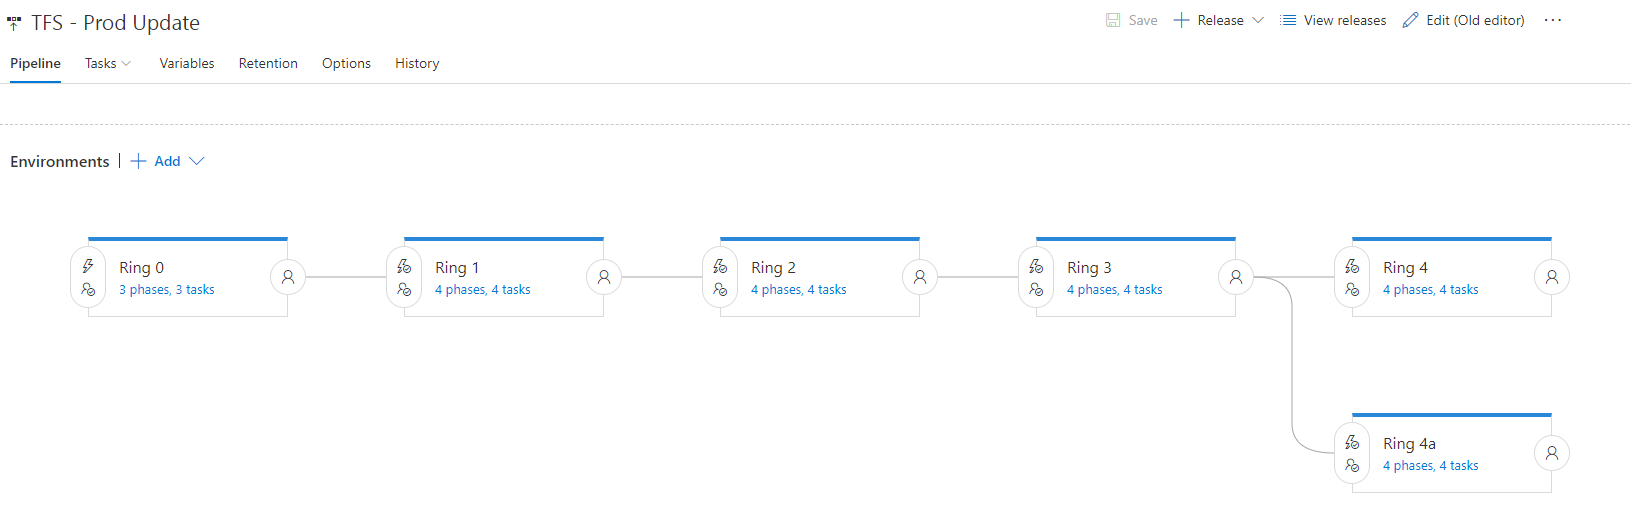 TFS - Prod Update
Save
Release
View releases
Edit (Old editor)
...
Pipeline
Tasks
Variables
Retention
Options
History
Environments
Add
Ring 0
3 phases, 3 tasks
Ring 1
4 phases, 4 tasks
Ring 2
4 phases, 4 tasks
Ring 3
4 phases, 4 tasks
Ring 4
4 phases, 4 tasks
Ring 4a
4 phases, 4 tasks